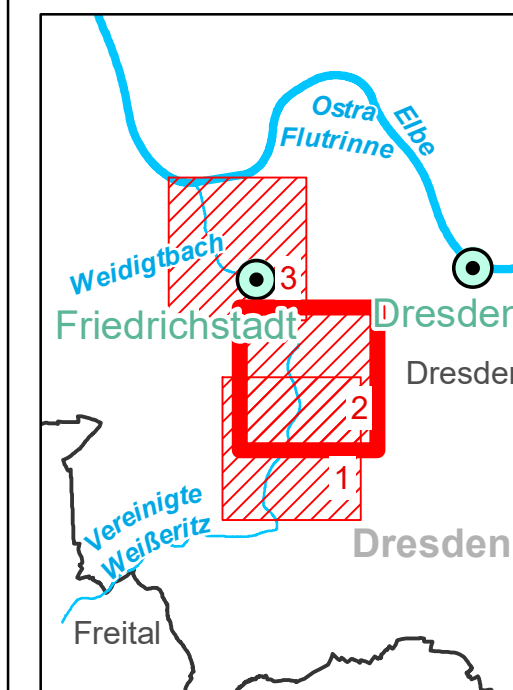 Ostra
Elbe
Flutrinne
Weidigtbach
3
Friedrichstadt
Dresden
Dresden
2
1
Vereinigte
Weißeritz
Dresden
Freital